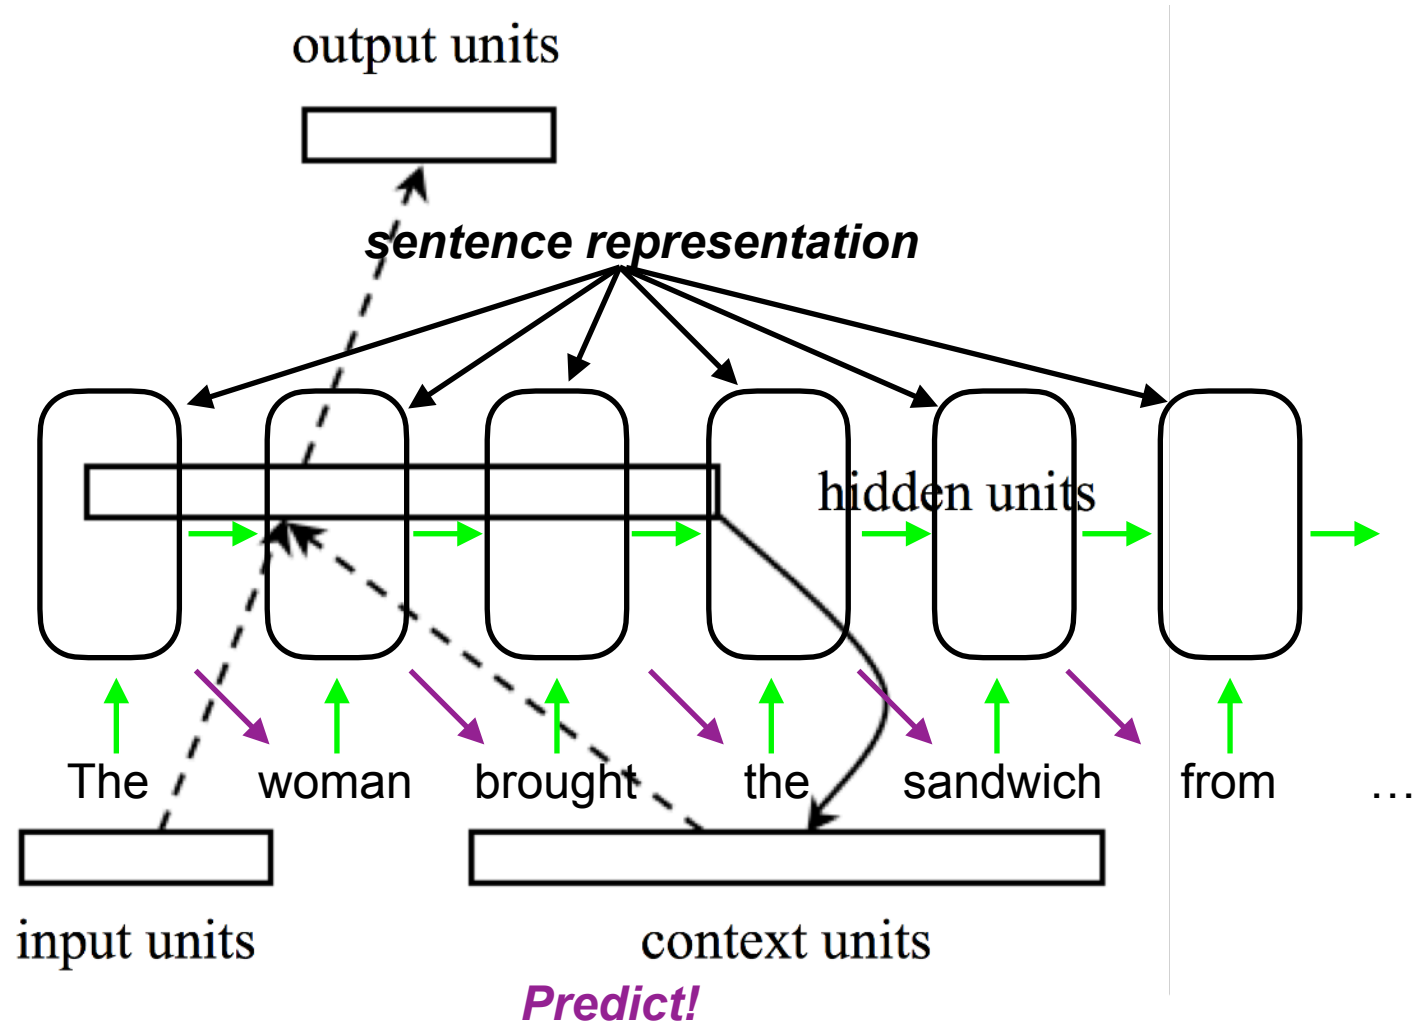 output units
sentence representation
hidden units
The woman brought the sandwich from …
input units
context units
Predict!